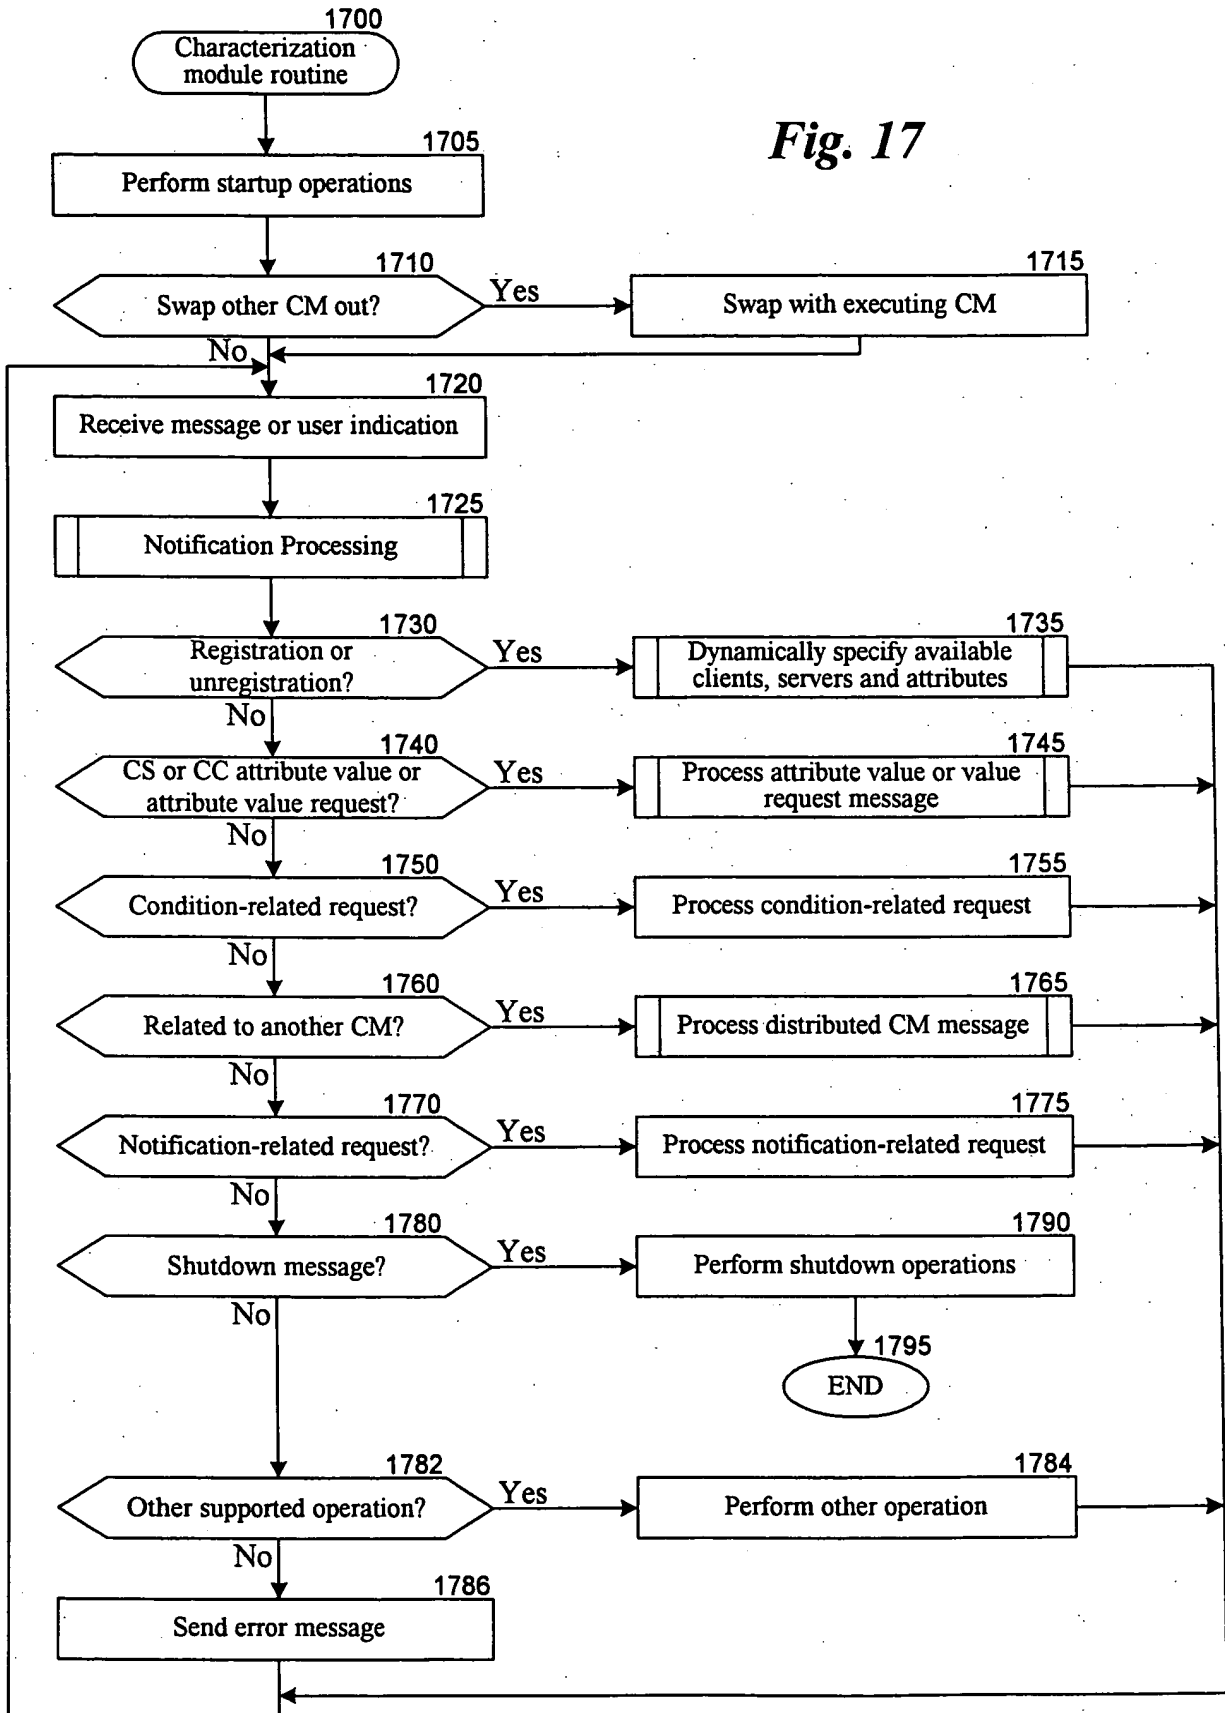 1700
Characterization
module routine
Fig. 17
1705
Perform startup operations
1710
Swap other CM out?
Yes
1715
Swap with executing CM
No
1720
Receive message or user indication
1725
Notification Processing
1730
Registration or
unregistration?
Yes
1735
Dynamically specify available
clients, servers and attributes
No
1740
CS or CC attribute value or
attribute value request?
Yes
1745
Process attribute value or value
request message
No
1750
Condition-related request?
Yes
1755
Process condition-related request
No
1760
Related to another CM?
Yes
1765
Process distributed CM message
No
1770
Notification-related request?
Yes
1775
Process notification-related request
No
1780
Shutdown message?
Yes
1790
Perform shutdown operations
No
1795
END
1782
Other supported operation?
Yes
1784
Perform other operation
No
1786
Send error message